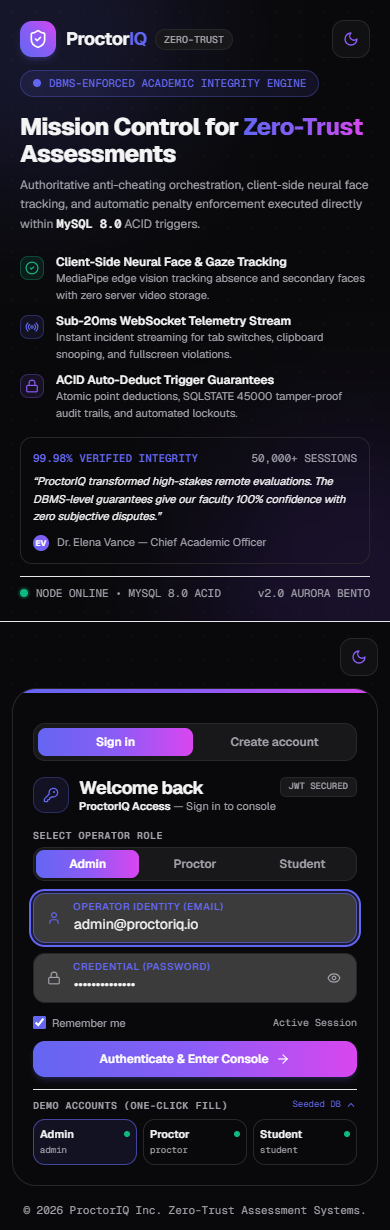 ProctorIQ ZERO-TRUST
DBMS-ENFORCED ACADEMIC INTEGRITY ENGINE
Mission Control for Zero-Trust
Assessments
Authoritative anti-cheating orchestration, client-side neural face
tracking, and automatic penalty enforcement executed directly
within MySQL 8.0 ACID triggers.
Client-Side Neural Face & Gaze Tracking
MediaPipe edge vision tracking absence and secondary faces
with zero server video storage.
Sub-20ms WebSocket Telemetry Stream
Instant incident streaming for tab switches, clipboard
snooping, and fullscreen violations.
ACID Auto-Deduct Trigger Guarantees
Atomic point deductions, SQLSTATE 45000 tamper-proof
audit trails, and automated lockouts.
99.98% VERIFIED INTEGRITY 50,000+ SESSIONS
“ProctorIQ transformed high-stakes remote evaluations. The
DBMS-level guarantees give our faculty 100% confidence with
zero subjective disputes.”
EV Dr. Elena Vance — Chief Academic Officer
NODE ONLINE • MYSQL 8.0 ACID v2.0 AURORA BENTO
Sign in Create account
Welcome back JWT SECURED
ProctorIQ Access — Sign in to console
SELECT OPERATOR ROLE
Admin Proctor Student
OPERATOR IDENTITY (EMAIL)
admin@proctoriq.io
CREDENTIAL (PASSWORD)
••••••••••••••
Remember me Active Session
Authenticate & Enter Console →
DEMO ACCOUNTS (ONE-CLICK FILL) Seeded DB
Admin Proctor Student
admin proctor student
© 2026 ProctorIQ Inc. Zero-Trust Assessment Systems.